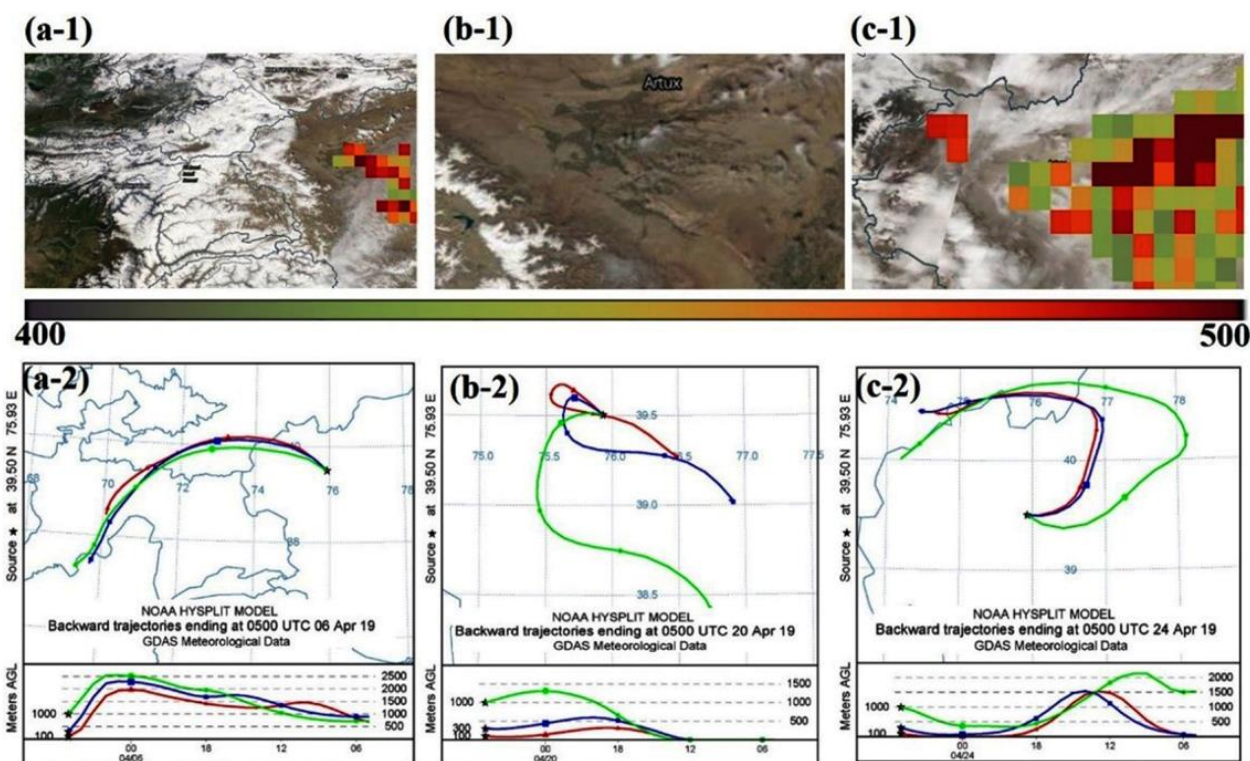 (a-1)
(b-1)
(c-1)
Artux
400
500
(a-2)
(b-2)
(c-2)
Source ★ at 39.50 N 75.93 E
68
70
72
74
76
78
38
NOAA HYSPLIT MODEL
Backward trajectories ending at 0500 UTC 06 Apr 19
GDAS Meteorological Data
Meters AGL
1000
100
2500
2000
1500
1000
500
00
18
12
06
04/06
Source ★ at 39.50 N 75.93 E
39.5
75.0
75.5
76.0
76.5
77.0
77.5
39.0
38.5
NOAA HYSPLIT MODEL
Backward trajectories ending at 0500 UTC 20 Apr 19
GDAS Meteorological Data
Meters AGL
1000
100
1500
1000
500
00
18
12
06
04/20
Source ★ at 39.50 N 75.93 E
74
75
76
77
78
40
39
NOAA HYSPLIT MODEL
Backward trajectories ending at 0500 UTC 24 Apr 19
GDAS Meteorological Data
Meters AGL
1000
100
2000
1500
1000
500
00
18
12
06
04/24